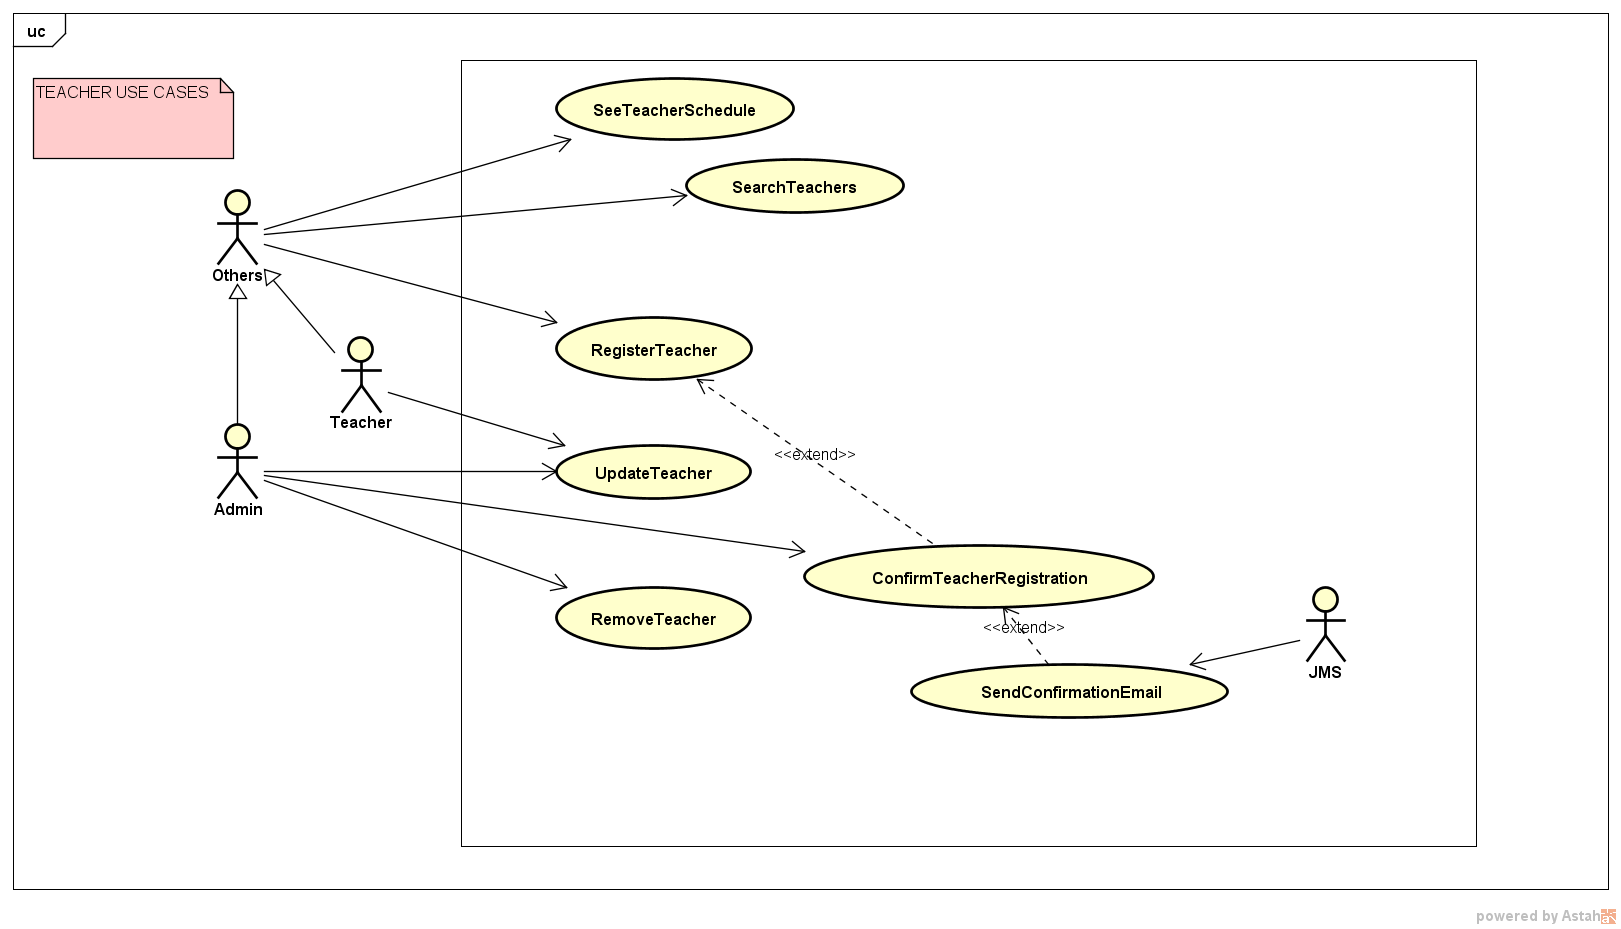 uc
TEACHER USE CASES
SeeTeacherSchedule
SearchTeachers
Others
RegisterTeacher
Teacher
<<extend>>
UpdateTeacher
Admin
ConfirmTeacherRegistration
RemoveTeacher
<<extend>>
JMS
SendConfirmationEmail
powered by Astah